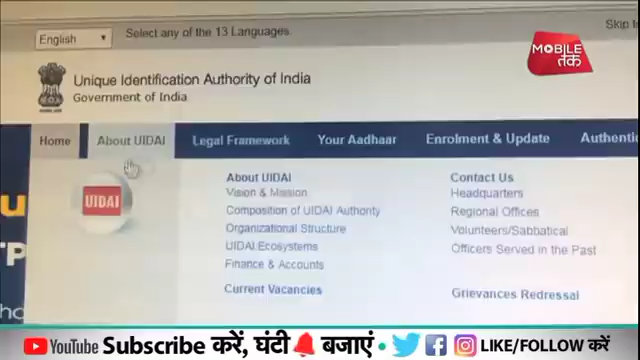 English
Select any of the 13 Languages.
Skip to
MOBILE
तक
Unique Identification Authority of India
Government of India
Home
About UIDAI
Legal Framework
Your Aadhaar
Enrolment & Update
Authenti
UIDAI
About UIDAI
Vision & Mission
Composition of UIDAI Authority
Organizational Structure
UIDAI Ecosystems
Finance & Accounts
Current Vacancies
Contact Us
Headquarters
Regional Offices
Volunteers/Sabbatical
Officers Served in the Past
Grievances Redressal
YouTube Subscribe करें, घंटी बजाएं • LIKE/FOLLOW करें